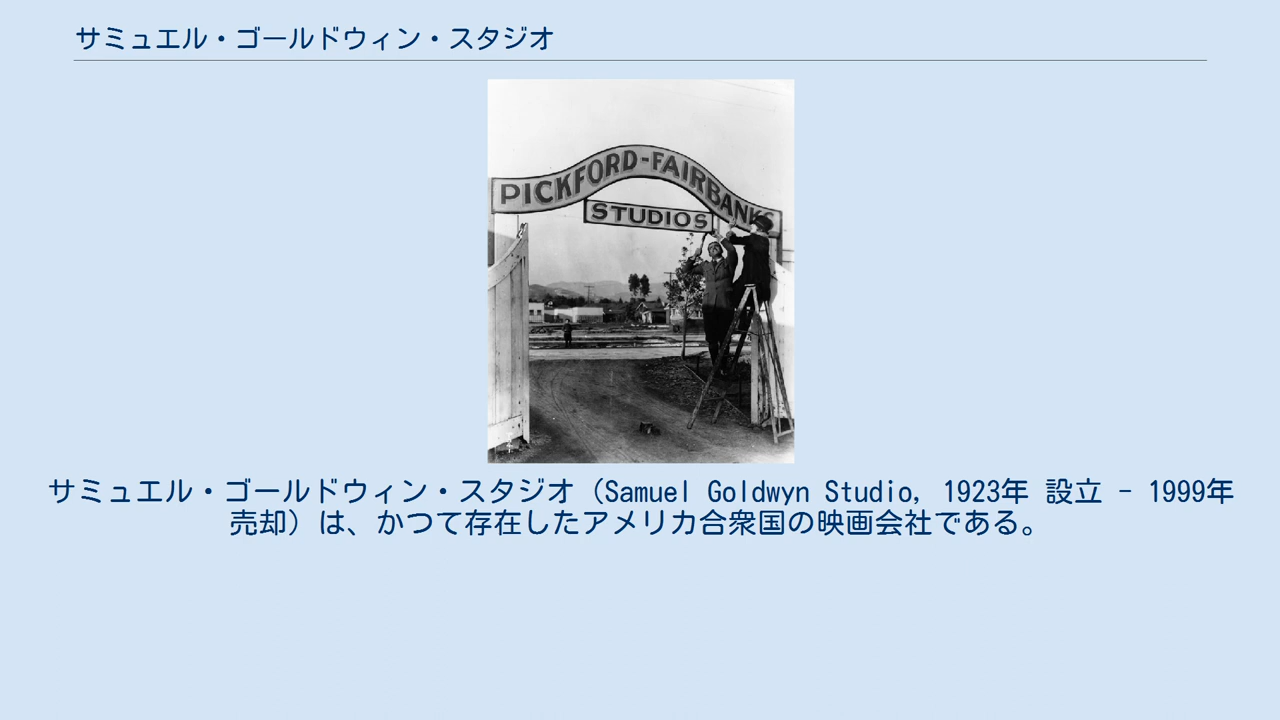 サミュエル・ゴールドウィン・スタジオ
PICKFORD-FAIRBANKS
STUDIOS
サミュエル・ゴールドウィン・スタジオ（Samuel Goldwyn Studio, 1923年 設立 - 1999年
売却）は、かつて存在したアメリカ合衆国の映画会社である。